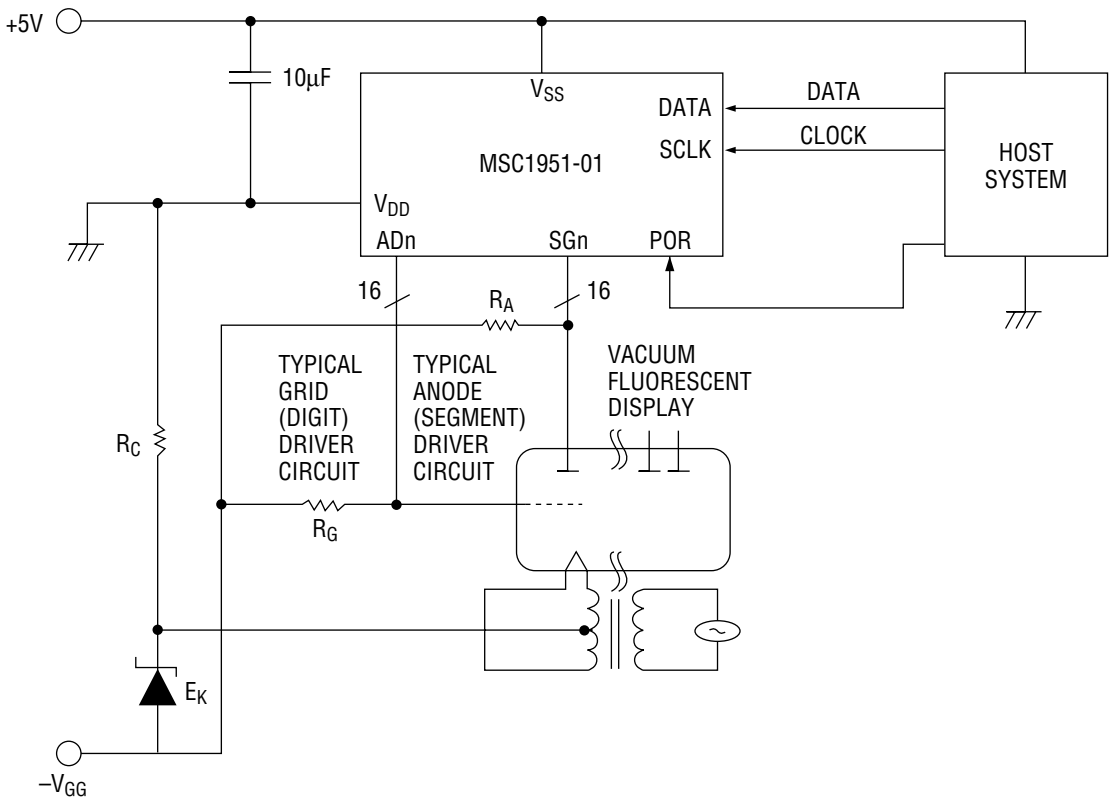 +5V
10μF
VSS
DATA
DATA
SCLK
CLOCK
MSC1951-01
HOST
SYSTEM
VDD
ADn
SGn
POR
16
16
RA
TYPICAL
GRID
(DIGIT)
DRIVER
CIRCUIT
TYPICAL
ANODE
(SEGMENT)
DRIVER
CIRCUIT
VACUUM
FLUORESCENT
DISPLAY
RC
RG
EK
–VGG